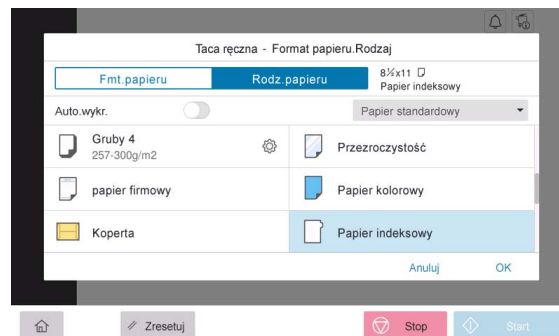 Taca ręczna - Format papieru.Rodzaj
Fmt.papieru
Rodz.papieru
8½x11
Papier indeksowy
Auto.wykr.
Papier standardowy
Gruby 4
257-300g/m2
Przezroczystość
papier firmowy
Papier kolorowy
Koperta
Papier indeksowy
Anuluj
OK
Zresetuj
Stop
Start